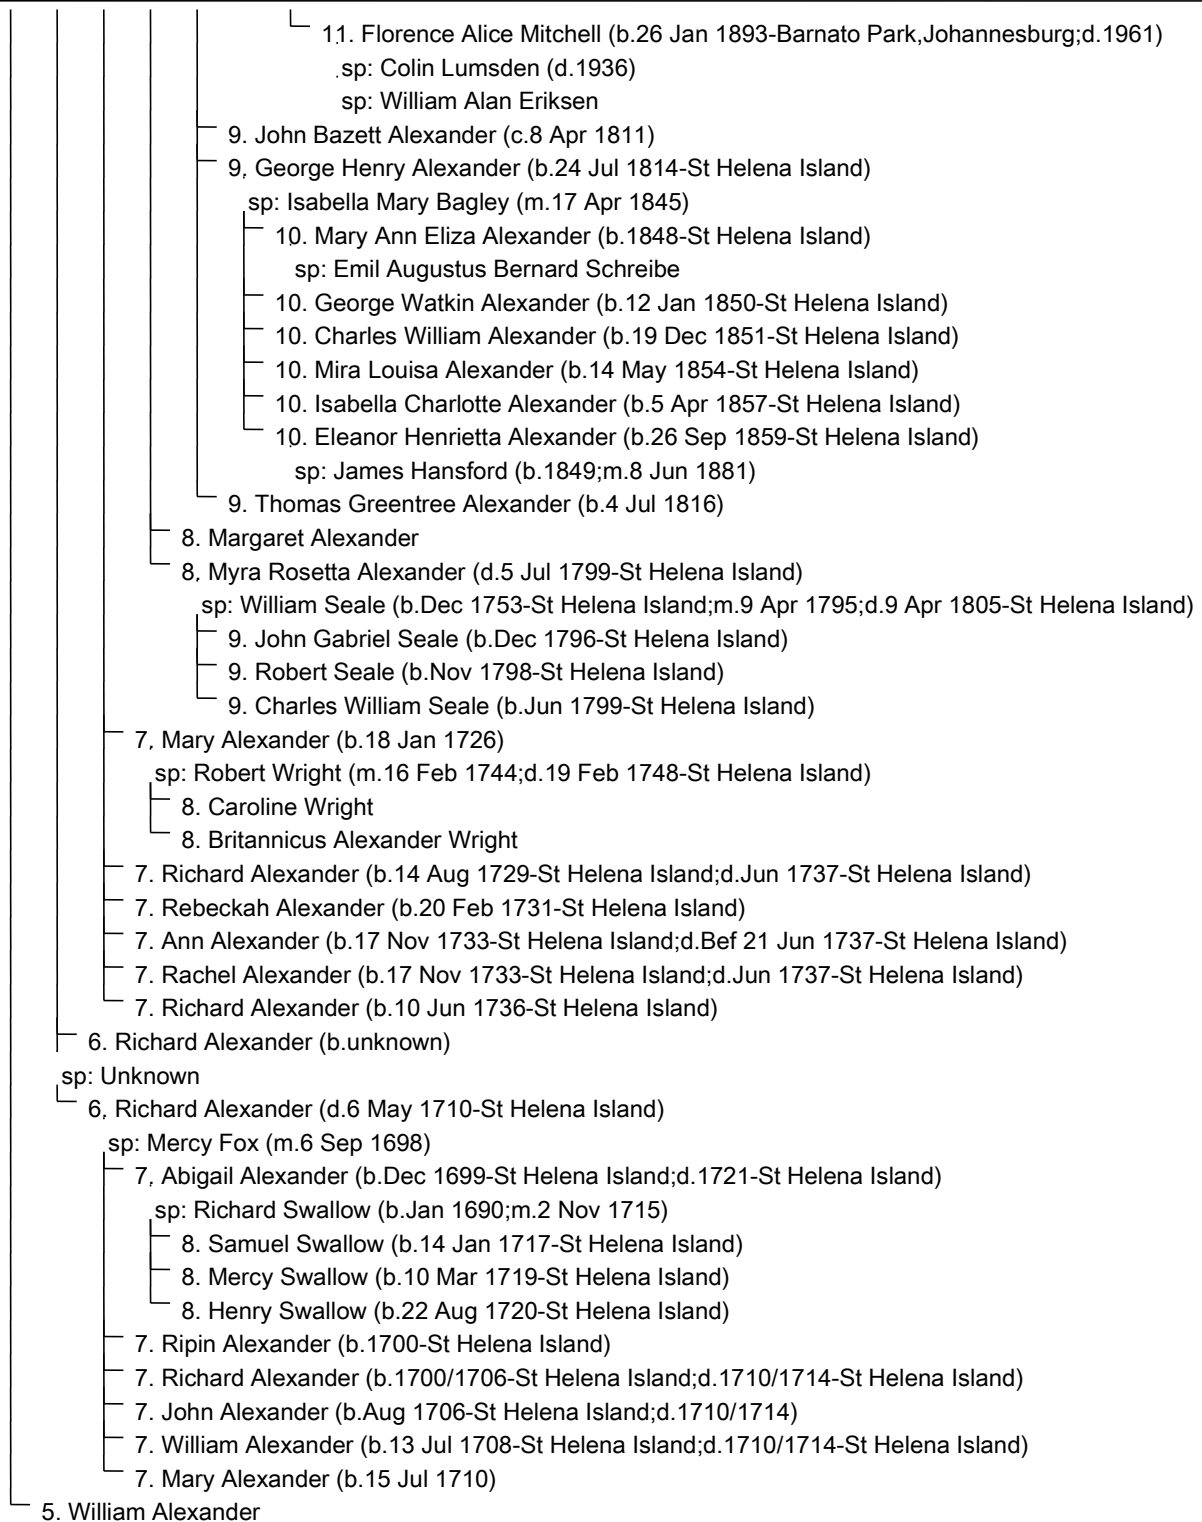 11. Florence Alice Mitchell (b.26 Jan 1893-Barnato Park,Johannesburg;d.1961)
sp: Colin Lumsden (d.1936)
sp: William Alan Eriksen
9. John Bazett Alexander (c.8 Apr 1811)
9. George Henry Alexander (b.24 Jul 1814-St Helena Island)
sp: Isabella Mary Bagley (m.17 Apr 1845)
10. Mary Ann Eliza Alexander (b.1848-St Helena Island)
sp: Emil Augustus Bernard Schreibe
10. George Watkin Alexander (b.12 Jan 1850-St Helena Island)
10. Charles William Alexander (b.19 Dec 1851-St Helena Island)
10. Mira Louisa Alexander (b.14 May 1854-St Helena Island)
10. Isabella Charlotte Alexander (b.5 Apr 1857-St Helena Island)
10. Eleanor Henrietta Alexander (b.26 Sep 1859-St Helena Island)
sp: James Hansford (b.1849;m.8 Jun 1881)
9. Thomas Greentree Alexander (b.4 Jul 1816)
8. Margaret Alexander
8. Myra Rosetta Alexander (d.5 Jul 1799-St Helena Island)
sp: William Seale (b.Dec 1753-St Helena Island;m.9 Apr 1795;d.9 Apr 1805-St Helena Island)
9. John Gabriel Seale (b.Dec 1796-St Helena Island)
9. Robert Seale (b.Nov 1798-St Helena Island)
9. Charles William Seale (b.Jun 1799-St Helena Island)
7. Mary Alexander (b.18 Jan 1726)
sp: Robert Wright (m.16 Feb 1744;d.19 Feb 1748-St Helena Island)
8. Caroline Wright
8. Britannicus Alexander Wright
7. Richard Alexander (b.14 Aug 1729-St Helena Island;d.Jun 1737-St Helena Island)
7. Rebeckah Alexander (b.20 Feb 1731-St Helena Island)
7. Ann Alexander (b.17 Nov 1733-St Helena Island;d.Bef 21 Jun 1737-St Helena Island)
7. Rachel Alexander (b.17 Nov 1733-St Helena Island;d.Jun 1737-St Helena Island)
7. Richard Alexander (b.10 Jun 1736-St Helena Island)
6. Richard Alexander (b.unknown)
sp: Unknown
6. Richard Alexander (d.6 May 1710-St Helena Island)
sp: Mercy Fox (m.6 Sep 1698)
7. Abigail Alexander (b.Dec 1699-St Helena Island;d.1721-St Helena Island)
sp: Richard Swallow (b.Jan 1690;m.2 Nov 1715)
8. Samuel Swallow (b.14 Jan 1717-St Helena Island)
8. Mercy Swallow (b.10 Mar 1719-St Helena Island)
8. Henry Swallow (b.22 Aug 1720-St Helena Island)
7. Ripin Alexander (b.1700-St Helena Island)
7. Richard Alexander (b.1700/1706-St Helena Island;d.1710/1714-St Helena Island)
7. John Alexander (b.Aug 1706-St Helena Island;d.1710/1714)
7. William Alexander (b.13 Jul 1708-St Helena Island;d.1710/1714-St Helena Island)
7. Mary Alexander (b.15 Jul 1710)
5. William Alexander